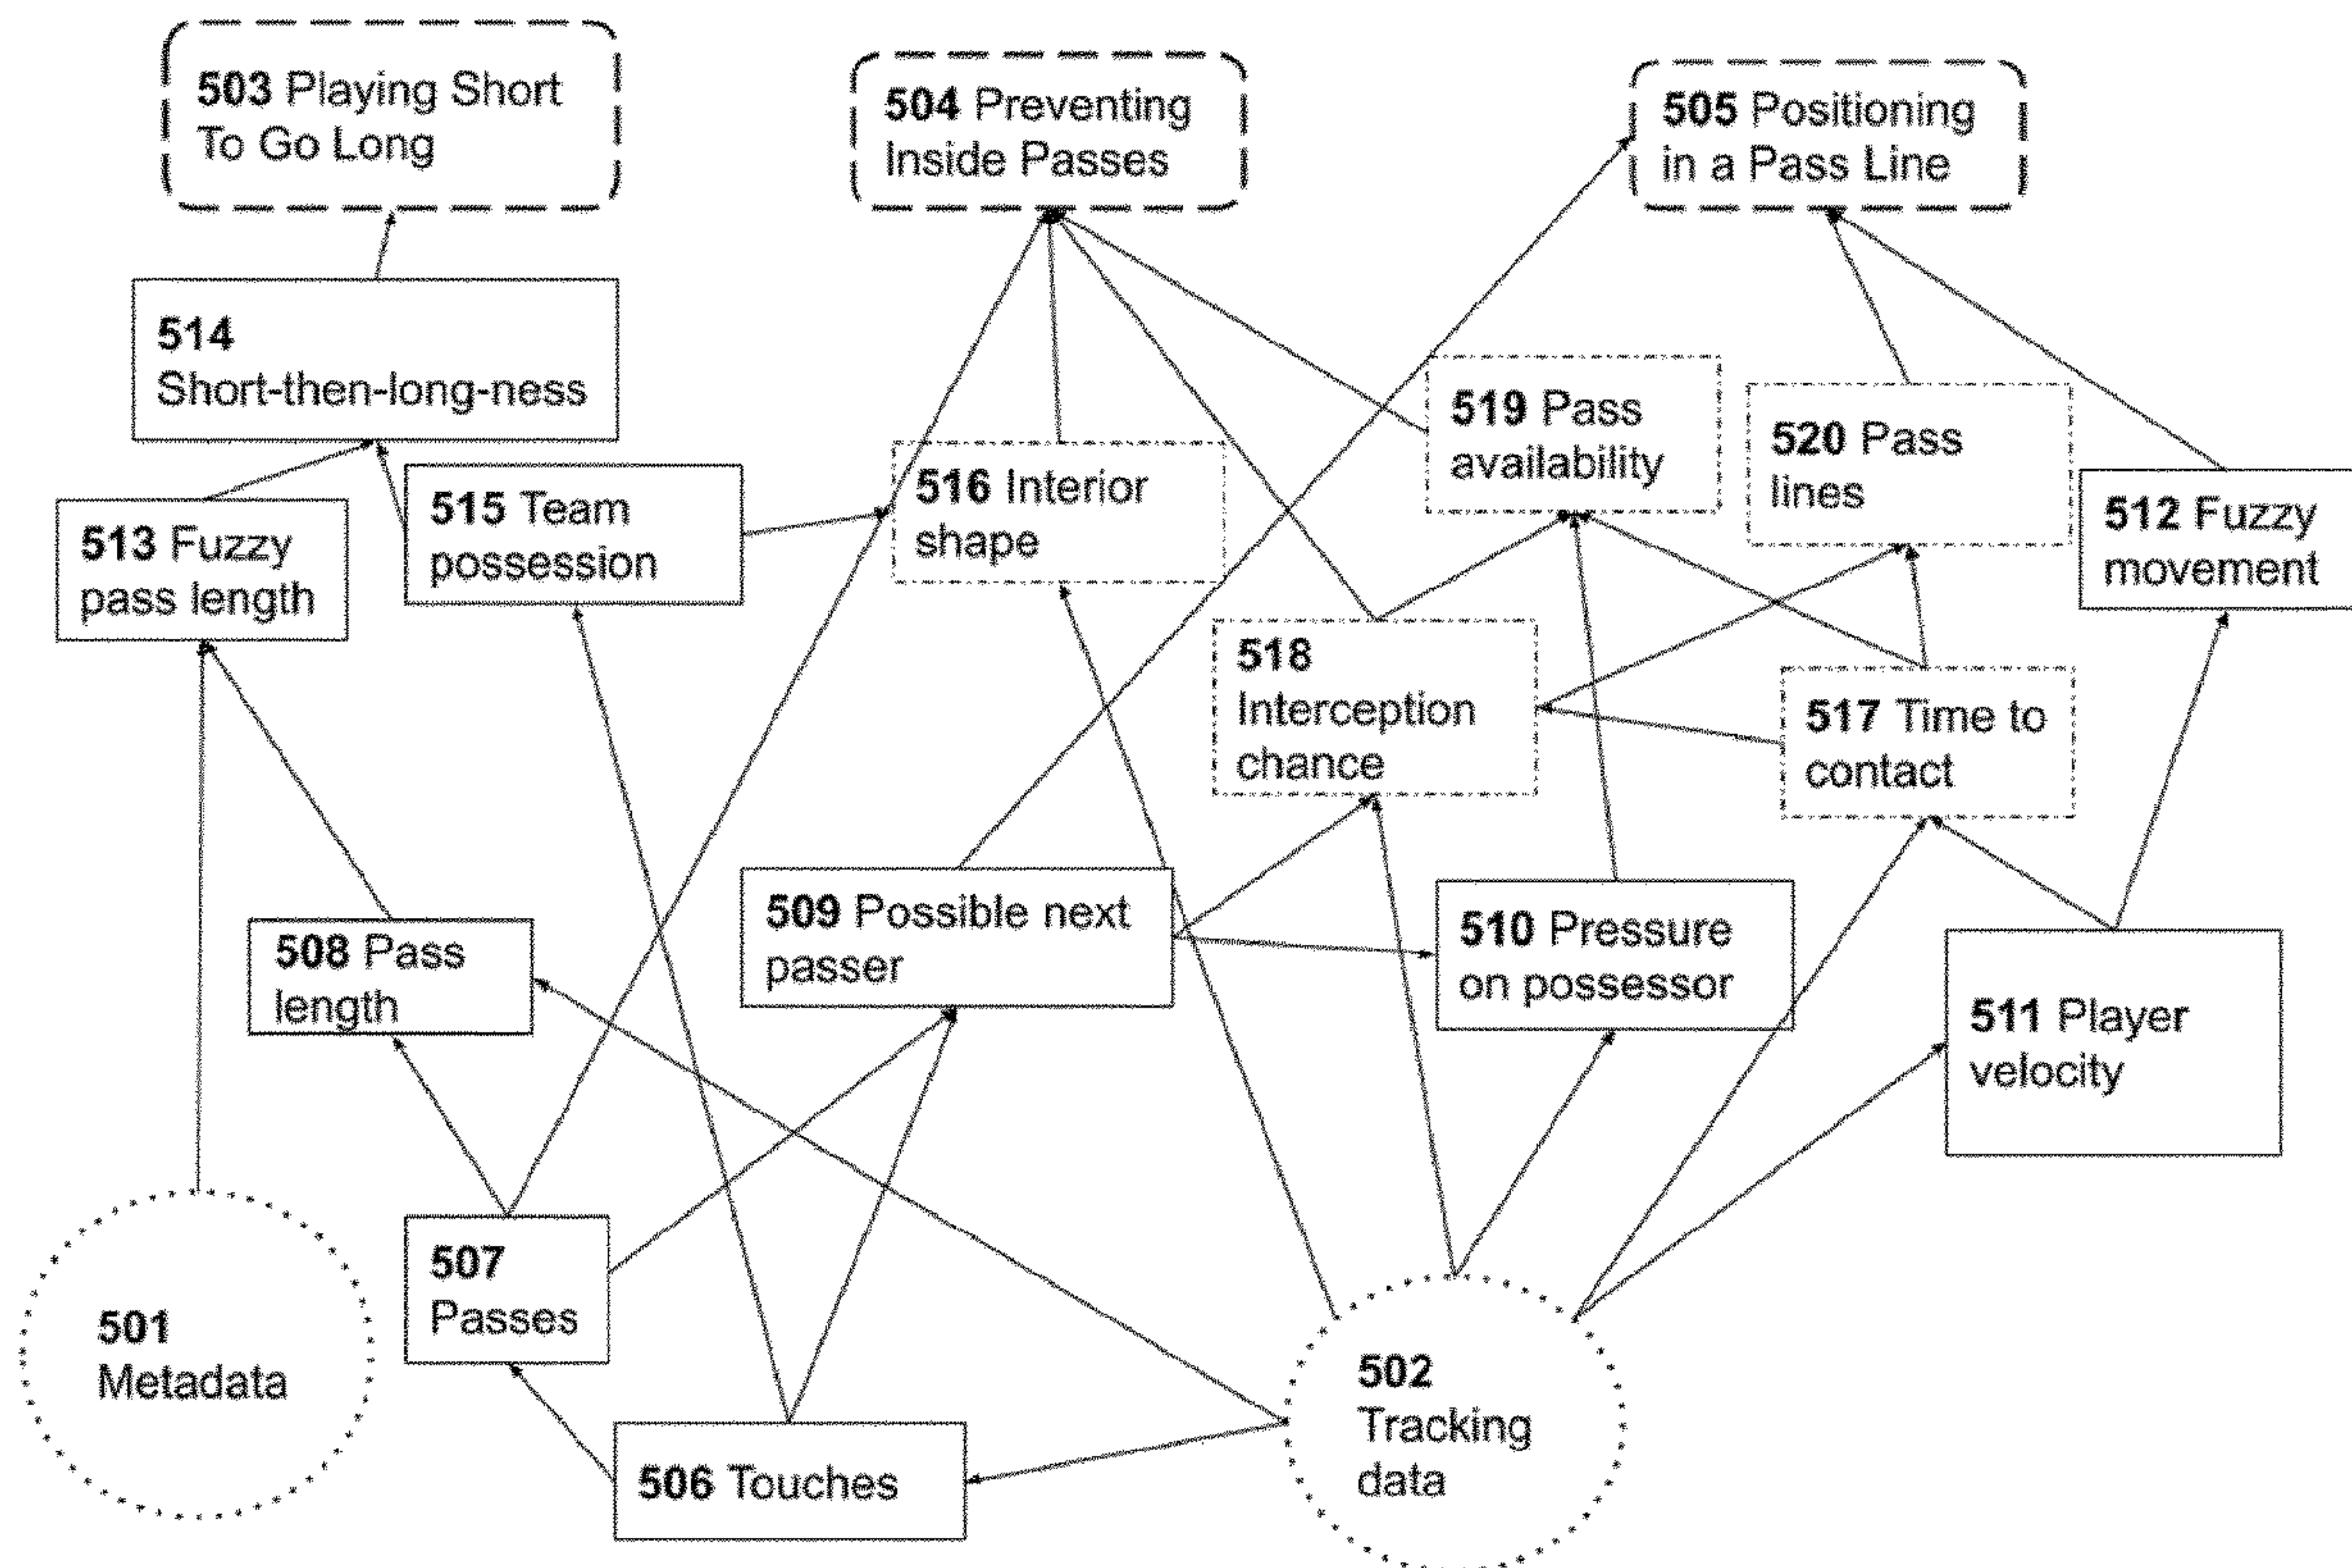 503 Playing Short
To Go Long
504 Preventing
Inside Passes
505 Positioning
in a Pass Line
514
Short-then-long-ness
519 Pass
availability
520 Pass
lines
513 Fuzzy
pass length
515 Team
possession
516 Interior
shape
512 Fuzzy
movement
518
Interception
chance
517 Time to
contact
508 Pass
length
509 Possible next
passer
510 Pressure
on possessor
511 Player
velocity
507
Passes
501
Metadata
506 Touches
502
Tracking
data